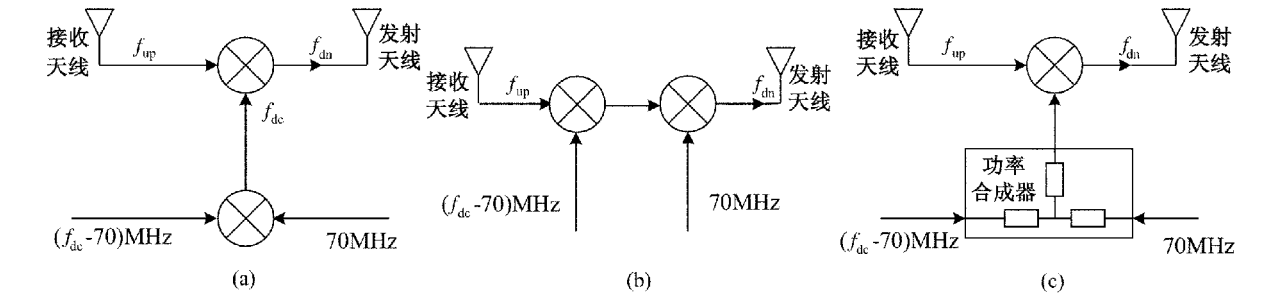 接收
天线
f_up
f_dn
发射
天线
f_dc
(f_dc-70)MHz
70MHz
(a)
接收
天线
f_up
f_dn
发射
天线
(f_dc-70)MHz
70MHz
(b)
接收
天线
f_up
f_dn
发射
天线
功率
合成器
(f_dc-70)MHz
70MHz
(c)